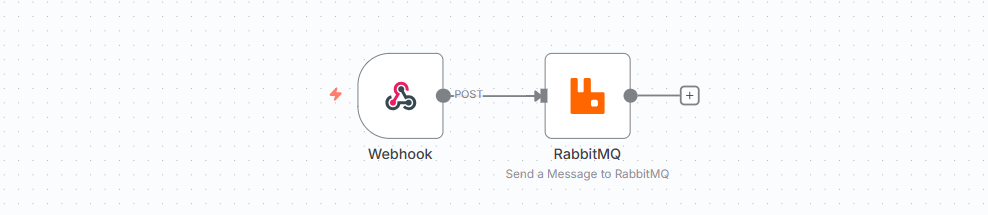 POST
Webhook
RabbitMQ
Send a Message to RabbitMQ